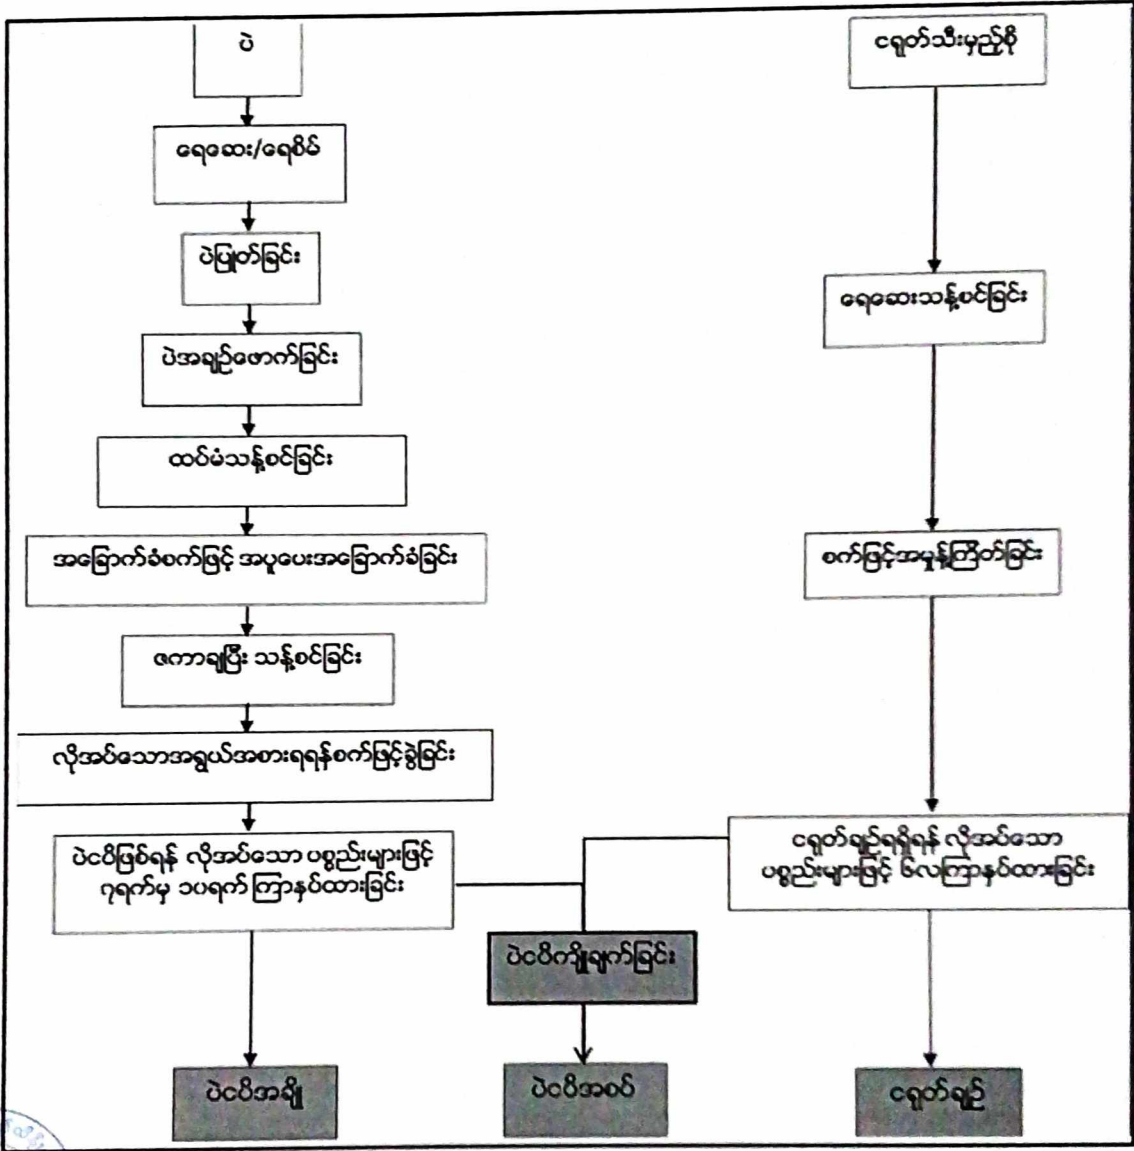 ပဲ
ရေဆေး/ရေစိမ်
ပဲပြုတ်ခြင်း
ပဲအချဉ်ဖောက်ခြင်း
ထပ်မံသန့်စင်ခြင်း
အခြောက်ခံစက်ဖြင့် အပူပေးအခြောက်ခံခြင်း
ဇကာချပြီး သန့်စင်ခြင်း
လိုအပ်သောအရွယ်အစားရရန်စက်ဖြင့်ခွဲခြင်း
ပဲငပိဖြစ်ရန် လိုအပ်သော ပစ္စည်းများဖြင့်
၇ရက်မှ ၁၀ရက် ကြာနှပ်ထားခြင်း
ပဲငပိအချို
ငရုတ်သီးမှည့်စို
ရေဆေးသန့်စင်ခြင်း
စက်ဖြင့်အမှုန့်ကြိတ်ခြင်း
ငရုတ်ချဉ်ရရှိရန် လိုအပ်သော
ပစ္စည်းများဖြင့် ၆လကြာနှပ်ထားခြင်း
ပဲငပိကျိုချက်ခြင်း
ပဲငပိအစပ်
ငရုတ်ချဉ်